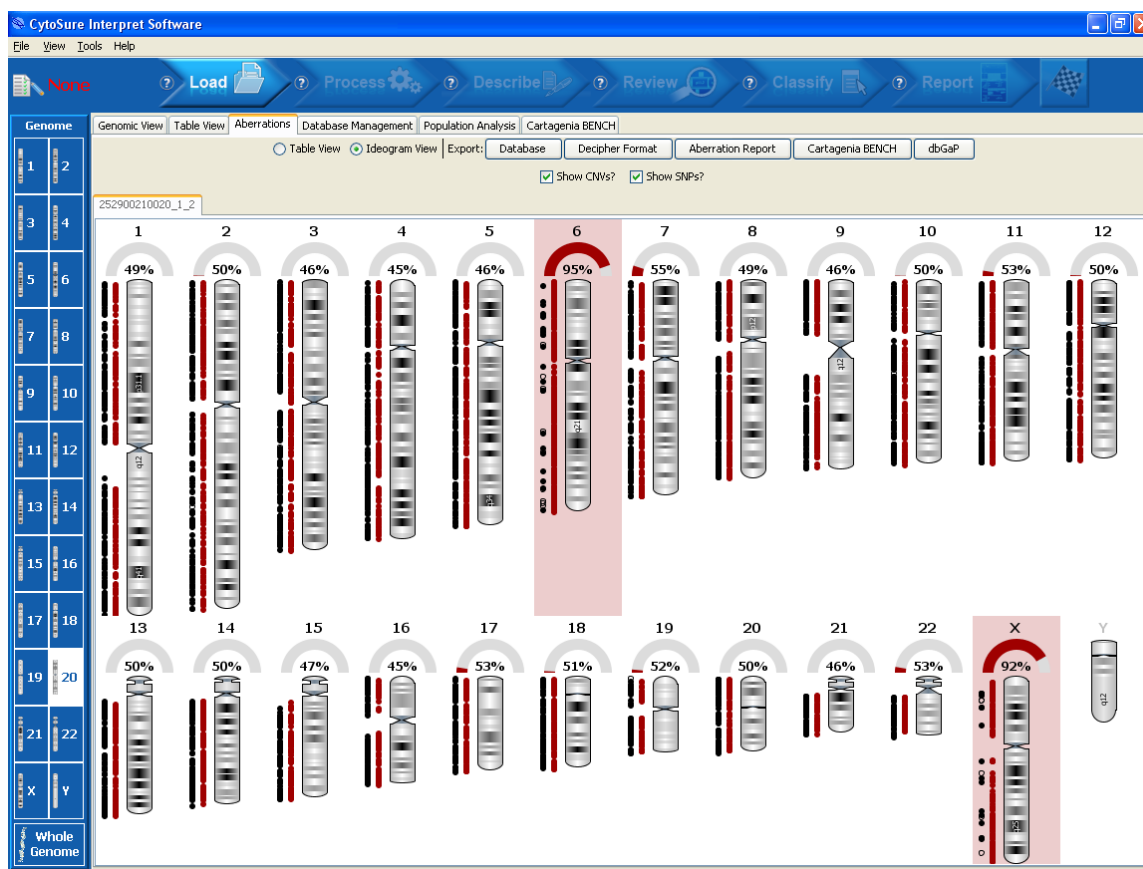 CytoSure Interpret Software
File View Tools Help
None ? Load ? Process ? Describe ? Review ? Classify ? Report
Genome
Genomic View Table View Aberrations Database Management Population Analysis Cartagenia BENCH
Table View Ideogram View Export: Database Decipher Format Aberration Report Cartagenia BENCH dbGaP
Show CNVs? Show SNPs?
252900210020_1_2
1 2
3 4
5 6
7 8
9 10
11 12
13 14
15 16
17 18
19 20
21 22
X Y
Whole
Genome
1 2 3 4 5 6 7 8 9 10 11 12
49% 50% 46% 45% 46% 95% 55% 49% 46% 50% 53% 50%
q12
q12
q21
13 14 15 16 17 18 19 20 21 22 X Y
50% 50% 47% 45% 53% 51% 52% 50% 46% 53% 92%
q12